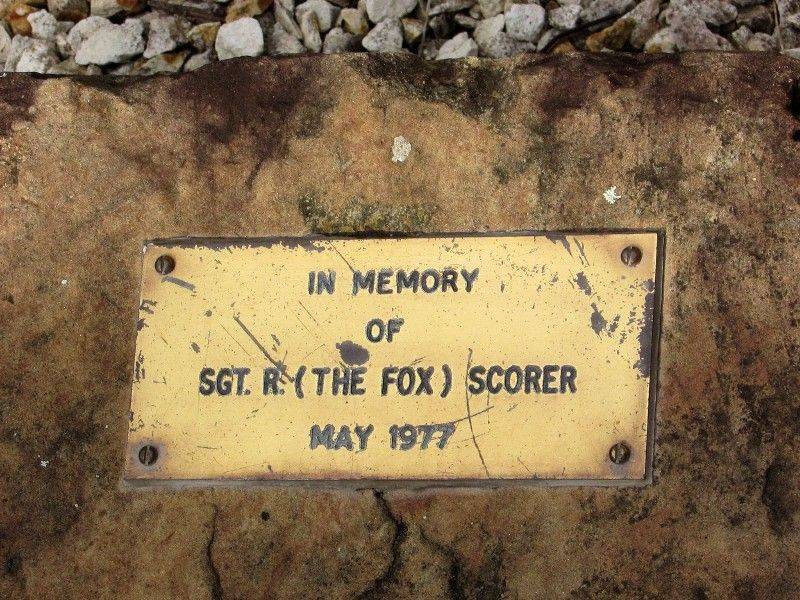 IN MEMORY
OF
SGT. R. (THE FOX) SCORER
MAY 1977